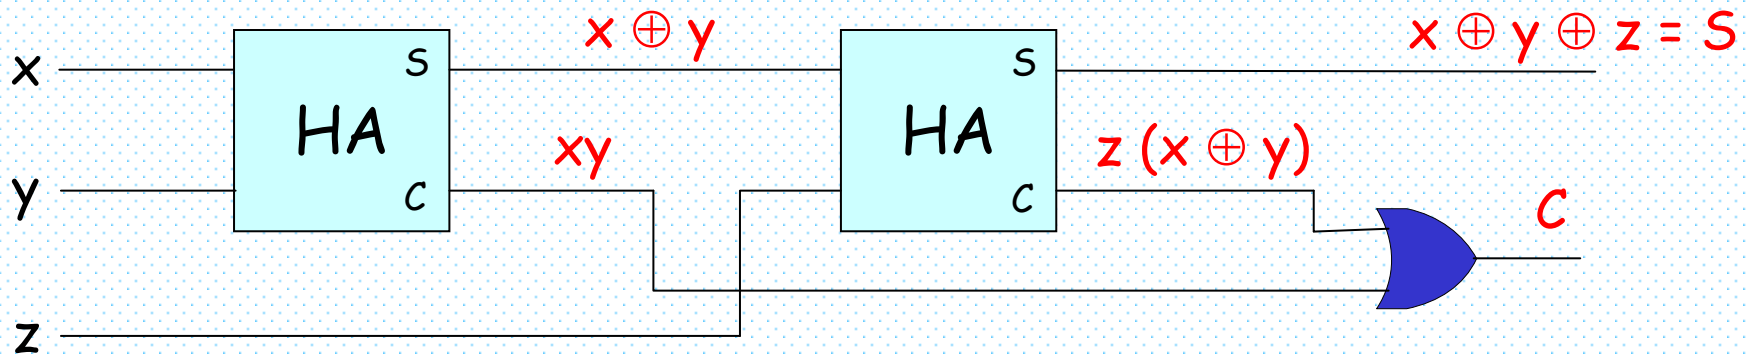 x ⊕ y
x ⊕ y ⊕ z = S
x
S
S
HA
HA
xy
z (x ⊕ y)
y
C
C
C
z